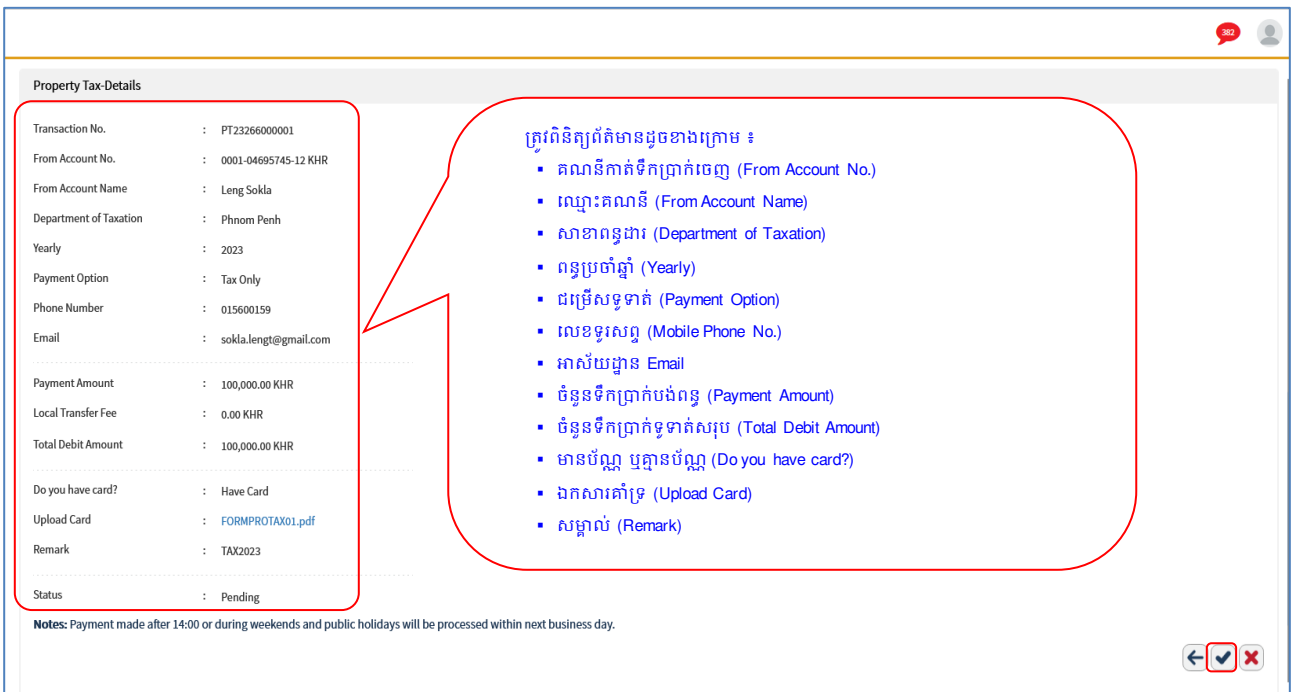 382
Property Tax-Details
Transaction No. : PT23266000001
From Account No. : 0001-04695745-12 KHR
From Account Name : Leng Sokla
Department of Taxation : Phnom Penh
Yearly : 2023
Payment Option : Tax Only
Phone Number : 015600159
Email : sokla.lengt@gmail.com
Payment Amount : 100,000.00 KHR
Local Transfer Fee : 0.00 KHR
Total Debit Amount : 100,000.00 KHR
Do you have card? : Have Card
Upload Card : FORMPROTAX01.pdf
Remark : TAX2023
Status : Pending
Notes: Payment made after 14:00 or during weekends and public holidays will be processed within next business day.
ត្រូវពិនិត្យព័ត៌មានដូចខាងក្រោម ៖
▪ គណនីកាត់ទឹកប្រាក់ចេញ (From Account No.)
▪ ឈ្មោះគណនី (From Account Name)
▪ សាខាពន្ធដារ (Department of Taxation)
▪ ពន្ធប្រចាំឆ្នាំ (Yearly)
▪ ជម្រើសទូទាត់ (Payment Option)
▪ លេខទូរសព្ទ (Mobile Phone No.)
▪ អាស័យដ្ឋាន Email
▪ ចំនួនទឹកប្រាក់បង់ពន្ធ (Payment Amount)
▪ ចំនួនទឹកប្រាក់ទូទាត់សរុប (Total Debit Amount)
▪ មានប័ណ្ណ ឬគ្មានប័ណ្ណ (Do you have card?)
▪ ឯកសារគាំទ្រ (Upload Card)
▪ សម្គាល់ (Remark)